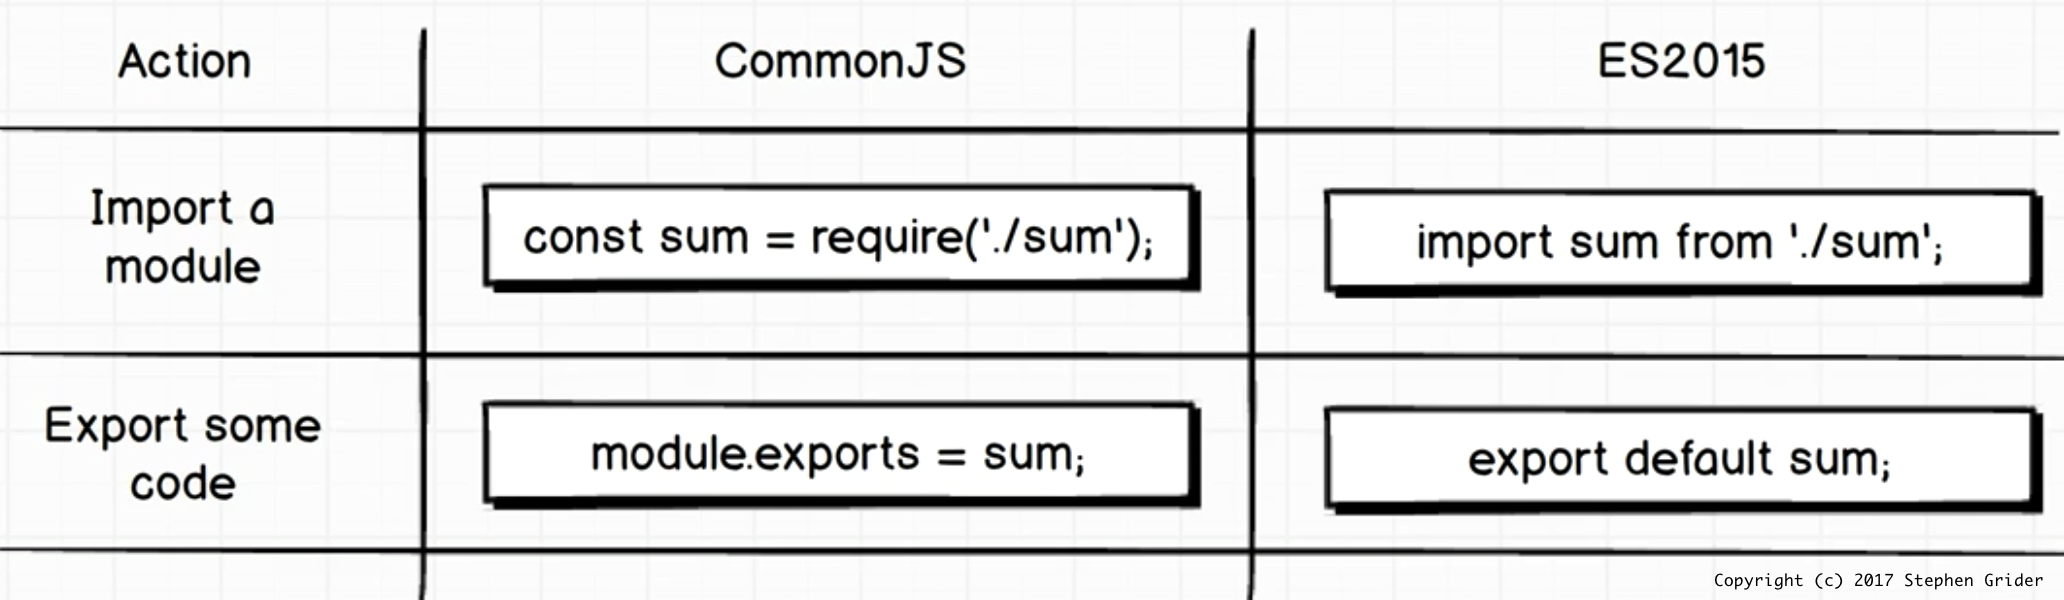 Action
CommonJS
ES2015
Import a
module
const sum = require('./sum');
import sum from './sum';
Export some
code
module.exports = sum;
export default sum;
Copyright (c) 2017 Stephen Grider